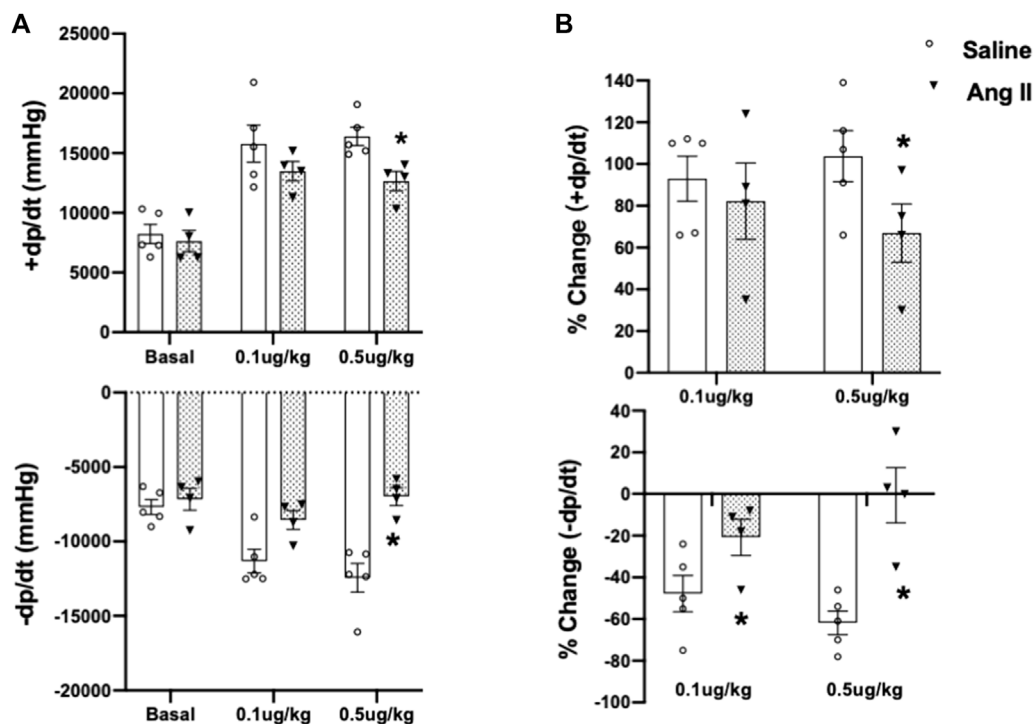 A
+dp/dt (mmHg)
25000
20000
15000
10000
5000
0
*
Basal
0.1ug/kg
0.5ug/kg
-dp/dt (mmHg)
0
-5000
-10000
-15000
-20000
*
Basal
0.1ug/kg
0.5ug/kg
B
Saline
Ang II
% Change (+dp/dt)
140
120
100
80
60
40
20
0
*
0.1ug/kg
0.5ug/kg
% Change (-dp/dt)
40
20
0
-20
-40
-60
-80
-100
*
*
0.1ug/kg
0.5ug/kg